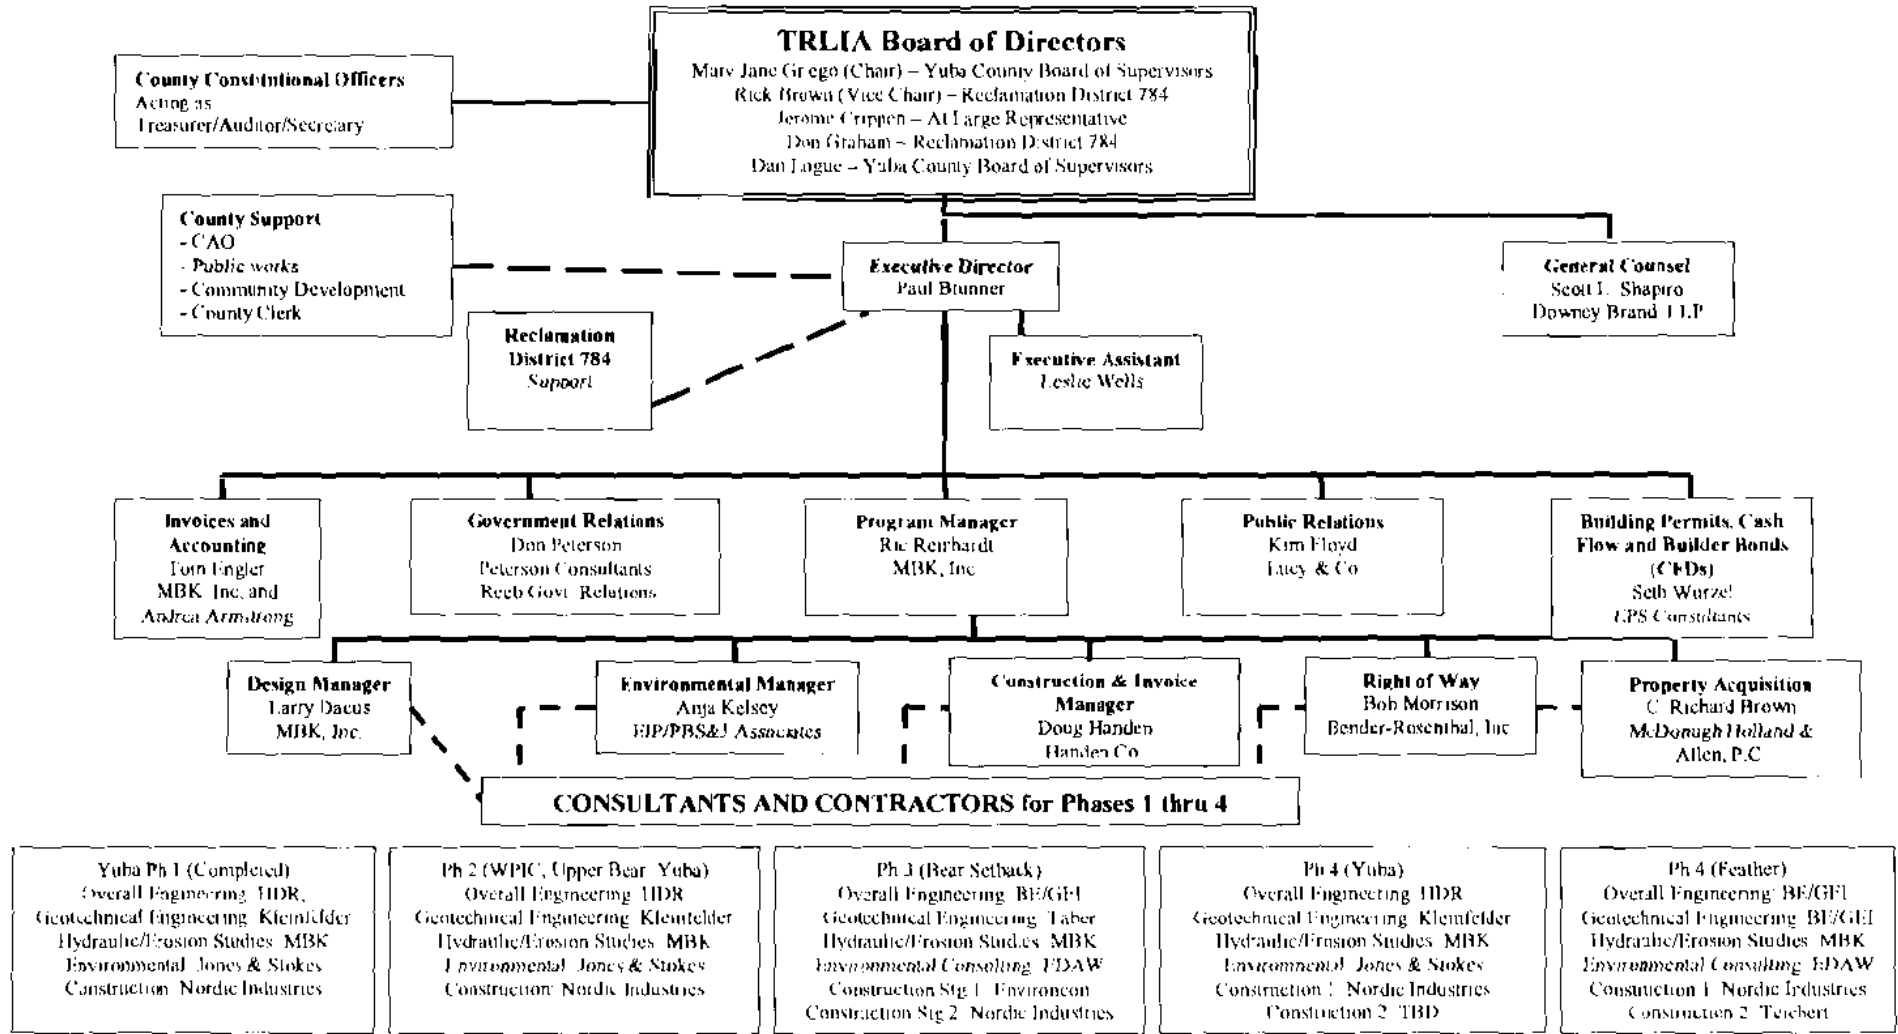 TRLIA Board of Directors
Mary Jane Griego (Chair) – Yuba County Board of Supervisors
Rick Brown (Vice Chair) – Reclamation District 784
Jerome Crippen – At Large Representative
Don Graham – Reclamation District 784
Dan Logue – Yuba County Board of Supervisors
County Constitutional Officers
Acting as
Treasurer/Auditor/Secretary
County Support
- CAO
- Public works
- Community Development
- County Clerk
Executive Director
Paul Brunner
General Counsel
Scott L. Shapiro
Downey Brand LLP
Reclamation
District 784
Support
Executive Assistant
Leslie Wells
Invoices and
Accounting
Tom Engler
MBK Inc. and
Andrea Armstrong
Government Relations
Don Peterson
Peterson Consultants
Reeb Govt. Relations
Program Manager
Ric Reinhardt
MBK, Inc
Public Relations
Kim Floyd
Lucy & Co
Building Permits, Cash
Flow and Builder Bonds
(CFDs)
Seth Wurzel
EPS Consultants
Design Manager
Larry Dacus
MBK, Inc.
Environmental Manager
Anja Kelsey
EIP/PBS&J Associates
Construction & Invoice
Manager
Doug Handen
Handen Co
Right of Way
Bob Morrison
Bender-Rosenthal, Inc
Property Acquisition
C. Richard Brown
McDonagh Holland &
Allen, P.C
CONSULTANTS AND CONTRACTORS for Phases 1 thru 4
Yuba Ph 1 (Completed)
Overall Engineering HDR,
Geotechnical Engineering Kleinfelder
Hydraulic/Erosion Studies MBK
Environmental Jones & Stokes
Construction Nordic Industries
Ph 2 (WPIC, Upper Bear Yuba)
Overall Engineering HDR
Geotechnical Engineering Kleinfelder
Hydraulic/Erosion Studies MBK
Environmental Jones & Stokes
Construction Nordic Industries
Ph 3 (Bear Setback)
Overall Engineering BE/GEI
Geotechnical Engineering Taber
Hydraulic/Erosion Studies MBK
Environmental Consulting EDAW
Construction Stg 1 Environcon
Construction Stg 2 Nordic Industries
Ph 4 (Yuba)
Overall Engineering HDR
Geotechnical Engineering Kleinfelder
Hydraulic/Erosion Studies MBK
Environmental Jones & Stokes
Construction 1 Nordic Industries
Construction 2 TBD
Ph 4 (Feather)
Overall Engineering BE/GEI
Geotechnical Engineering BE/GEI
Hydraulic/Erosion Studies MBK
Environmental Consulting EDAW
Construction 1 Nordic Industries
Construction 2 Teichert